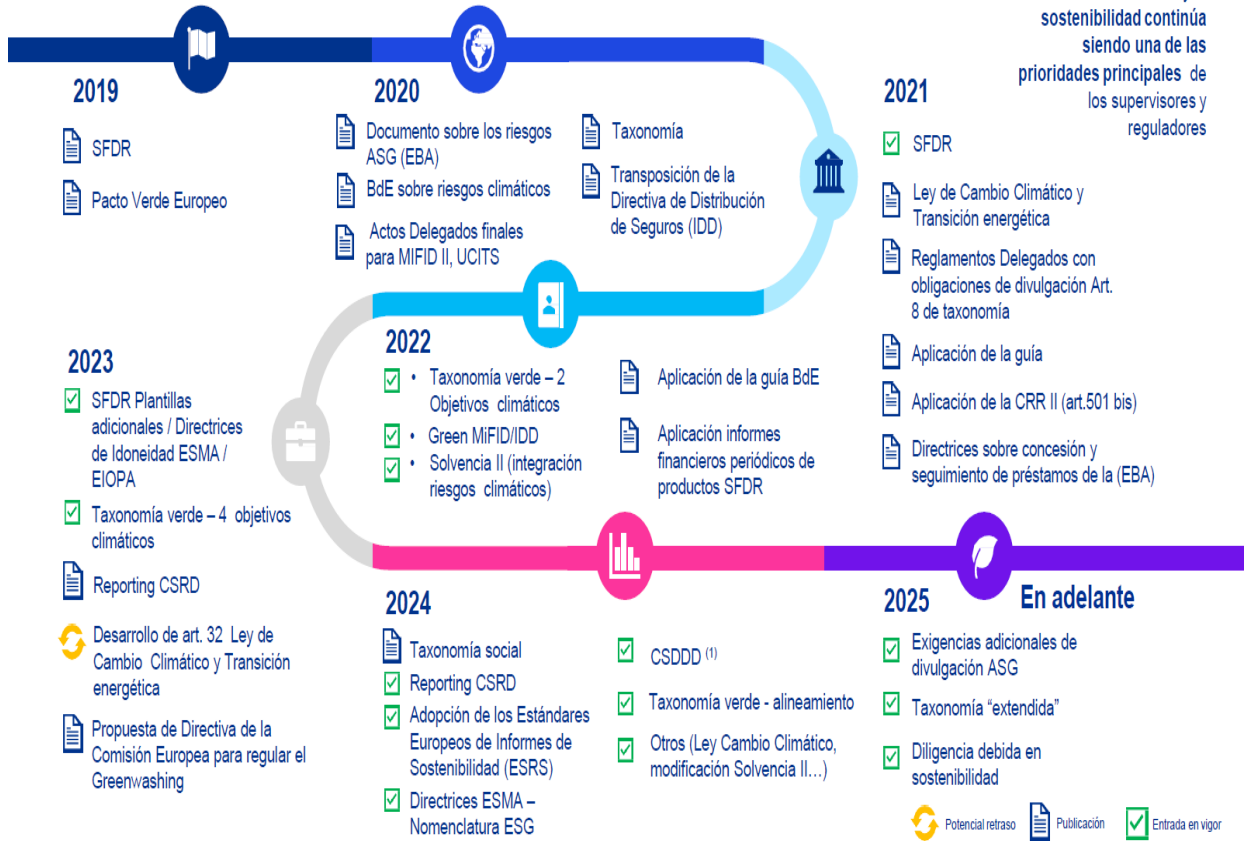 sostenibilidad continúa
siendo una de las
prioridades principales de
los supervisores y
reguladores
2019
SFDR
Pacto Verde Europeo
2020
Documento sobre los riesgos
ASG (EBA)
BdE sobre riesgos climáticos
Actos Delegados finales
para MIFID II, UCITS
Taxonomía
Transposición de la
Directiva de Distribución
de Seguros (IDD)
2021
SFDR
Ley de Cambio Climático y
Transición energética
Reglamentos Delegados con
obligaciones de divulgación Art.
8 de taxonomía
Aplicación de la guía
Aplicación de la CRR II (art.501 bis)
Directrices sobre concesión y
seguimiento de préstamos de la (EBA)
2022
• Taxonomía verde – 2
Objetivos climáticos
• Green MiFID/IDD
• Solvencia II (integración
riesgos climáticos)
Aplicación de la guía BdE
Aplicación informes
financieros periódicos de
productos SFDR
2023
SFDR Plantillas
adicionales / Directrices
de Idoneidad ESMA /
EIOPA
Taxonomía verde – 4 objetivos
climáticos
Reporting CSRD
Desarrollo de art. 32 Ley de
Cambio Climático y Transición
energética
Propuesta de Directiva de la
Comisión Europea para regular el
Greenwashing
2024
Taxonomía social
Reporting CSRD
Adopción de los Estándares
Europeos de Informes de
Sostenibilidad (ESRS)
Directrices ESMA –
Nomenclatura ESG
CSDDD (1)
Taxonomía verde - alineamiento
Otros (Ley Cambio Climático,
modificación Solvencia II…)
2025 En adelante
Exigencias adicionales de
divulgación ASG
Taxonomía “extendida”
Diligencia debida en
sostenibilidad
Potencial retraso Publicación Entrada en vigor